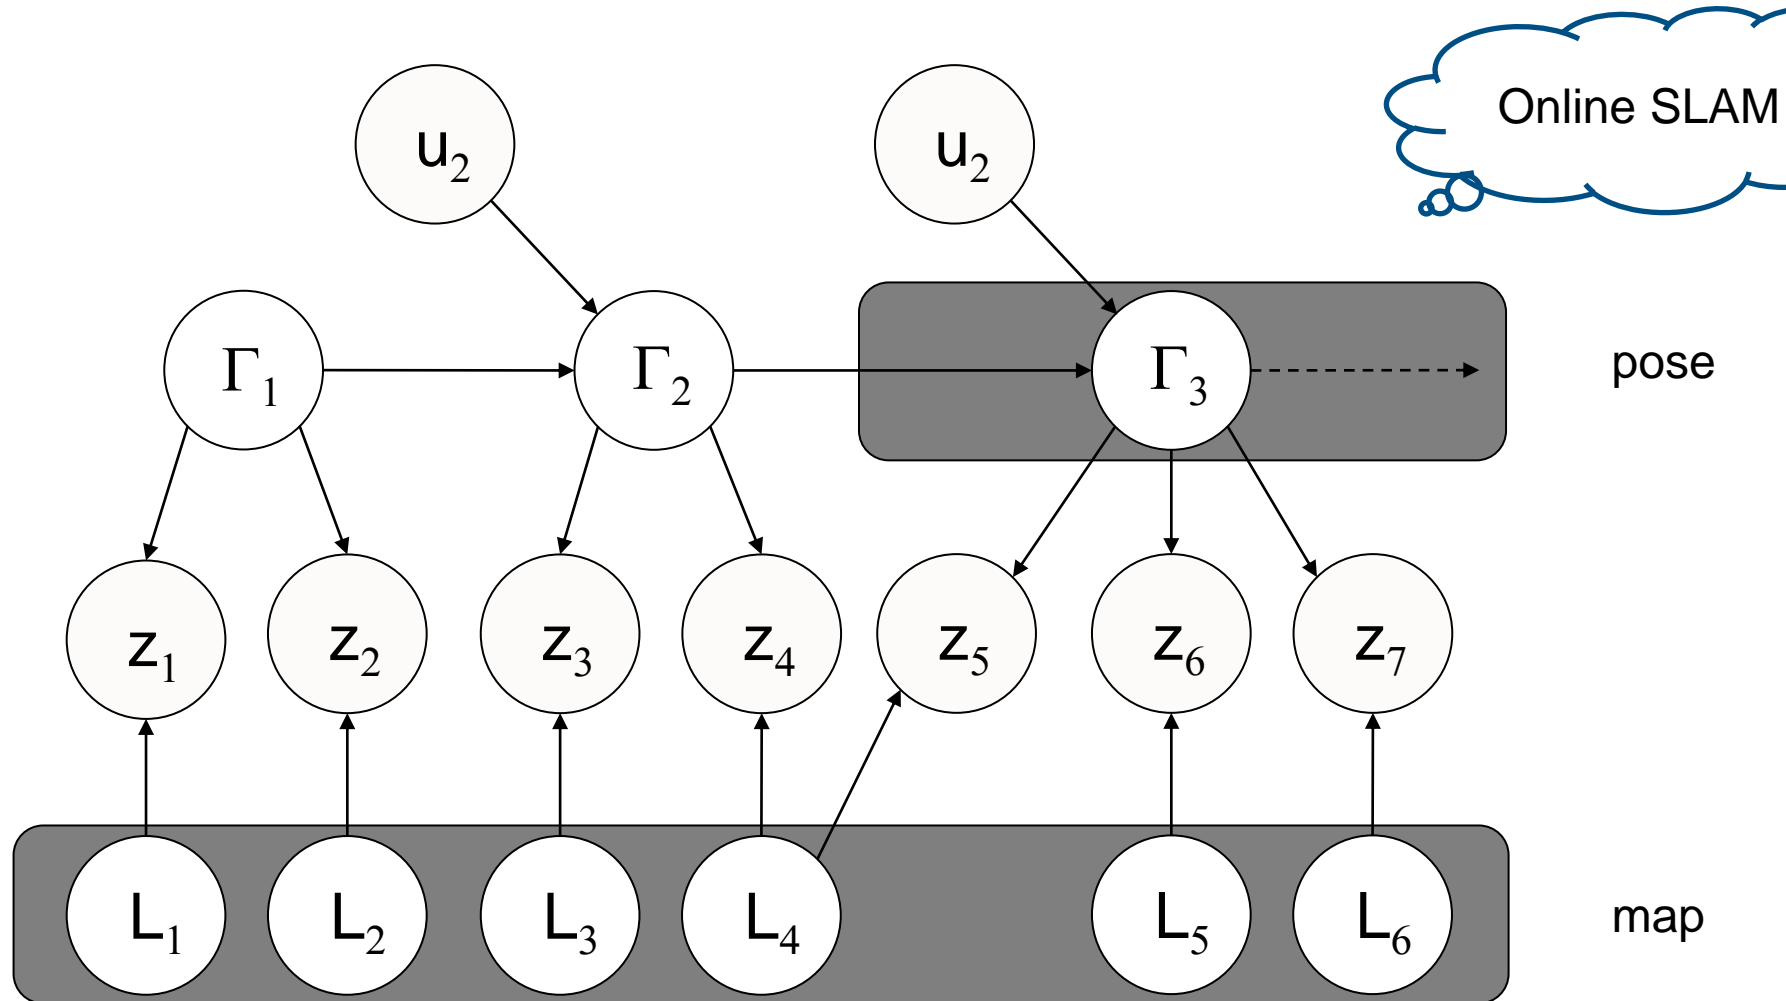 Online SLAM
u₂ u₂
Γ₁ Γ₂ Γ₃ pose
z₁ z₂ z₃ z₄ z₅ z₆ z₇
L₁ L₂ L₃ L₄ L₅ L₆ map